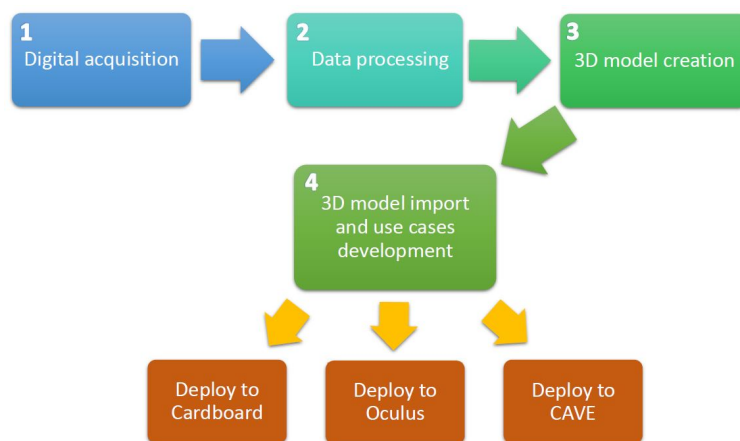 1
Digital acquisition
2
Data processing
3
3D model creation
4
3D model import
and use cases
development
Deploy to
Cardboard
Deploy to
Oculus
Deploy to
CAVE